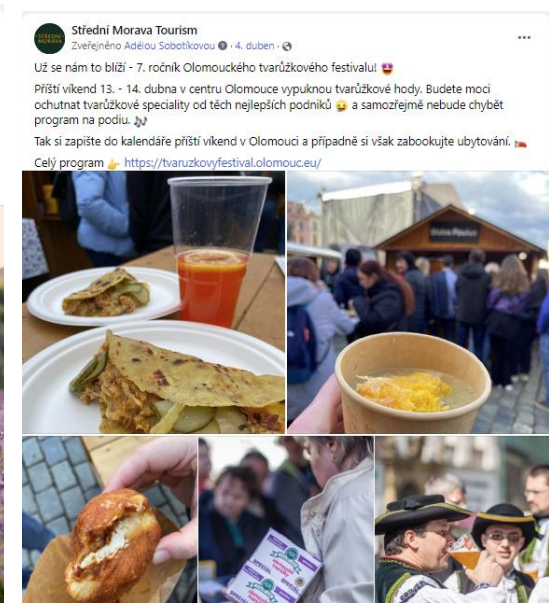 STŘEDNÍ MORAVA
Střední Morava Tourism
Zveřejněno Adélou Sobotíkovou · 4. duben ·
Už se nám to blíží - 7. ročník Olomouckého tvarůžkového festivalu! 🤩
Příští víkend 13. - 14. dubna v centru Olomouce vypuknou tvarůžkové hody. Budete moci
ochutnat tvarůžkové speciality od těch nejlepších podniků 😜 a samozřejmě nebude chybět
program na podiu. 🎶
Tak si zapište do kalendáře příští víkend v Olomouci a případně si však zabookujte ubytování. 🛌
Celý program 👉 https://tvaruzkovyfestival.olomouc.eu/
SPECIÁL